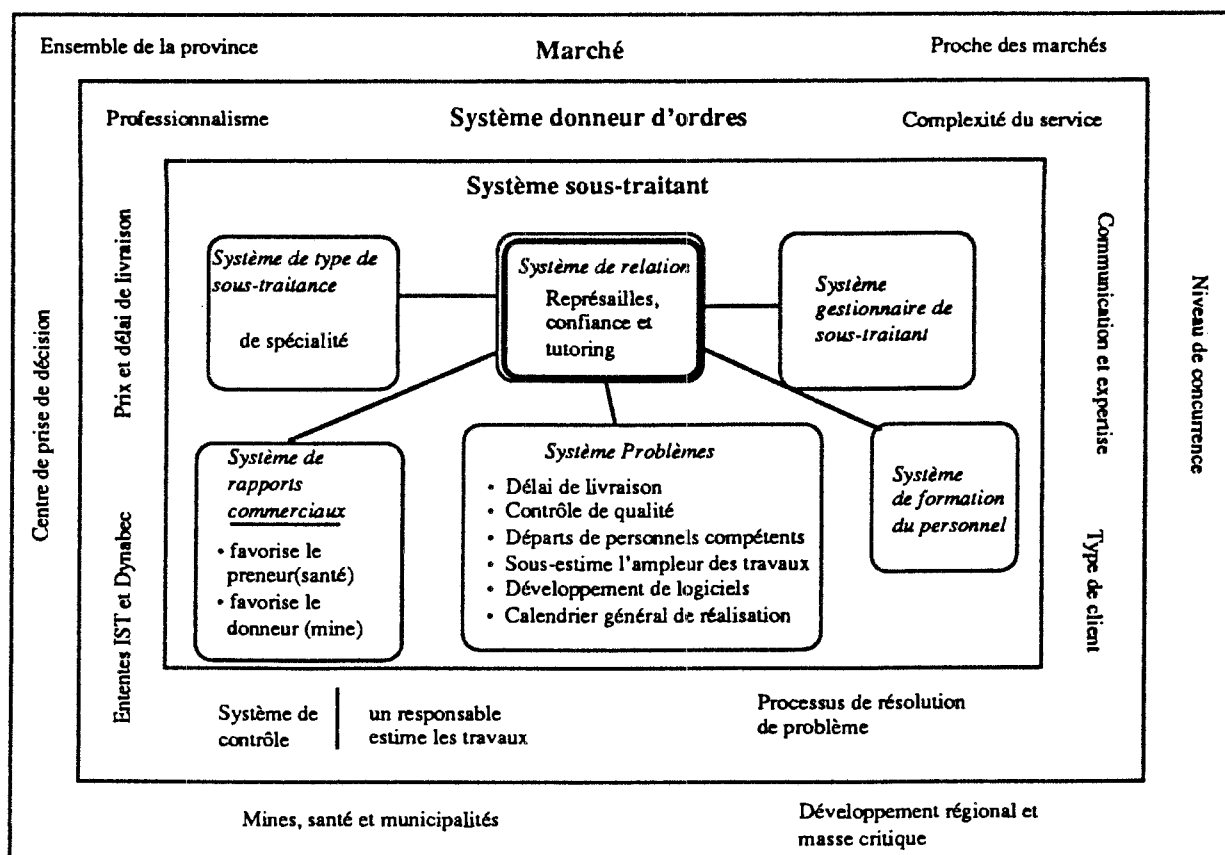 Ensemble de la province
Marché
Proche des marchés
Professionnalisme
Système donneur d'ordres
Complexité du service
Système sous-traitant
Centre de prise de décision
Prix et délai de livraison
Ententes IST et Dynabec
Système de type de
sous-traitance
de spécialité
Système de relation
Représailles,
confiance et
tutoring
Système
gestionnaire de
sous-traitant
Communication et expertise
Type de client
Niveau de concurrence
Système de
rapports
commerciaux
• favorise le
preneur(santé)
• favorise le
donneur (mine)
Système Problèmes
• Délai de livraison
• Contrôle de qualité
• Départs de personnels compétents
• Sous-estime l'ampleur des travaux
• Développement de logiciels
• Calendrier général de réalisation
Système
de formation
du personnel
Système de
contrôle
un responsable
estime les travaux
Processus de résolution
de problème
Mines, santé et municipalités
Développement régional et
masse critique